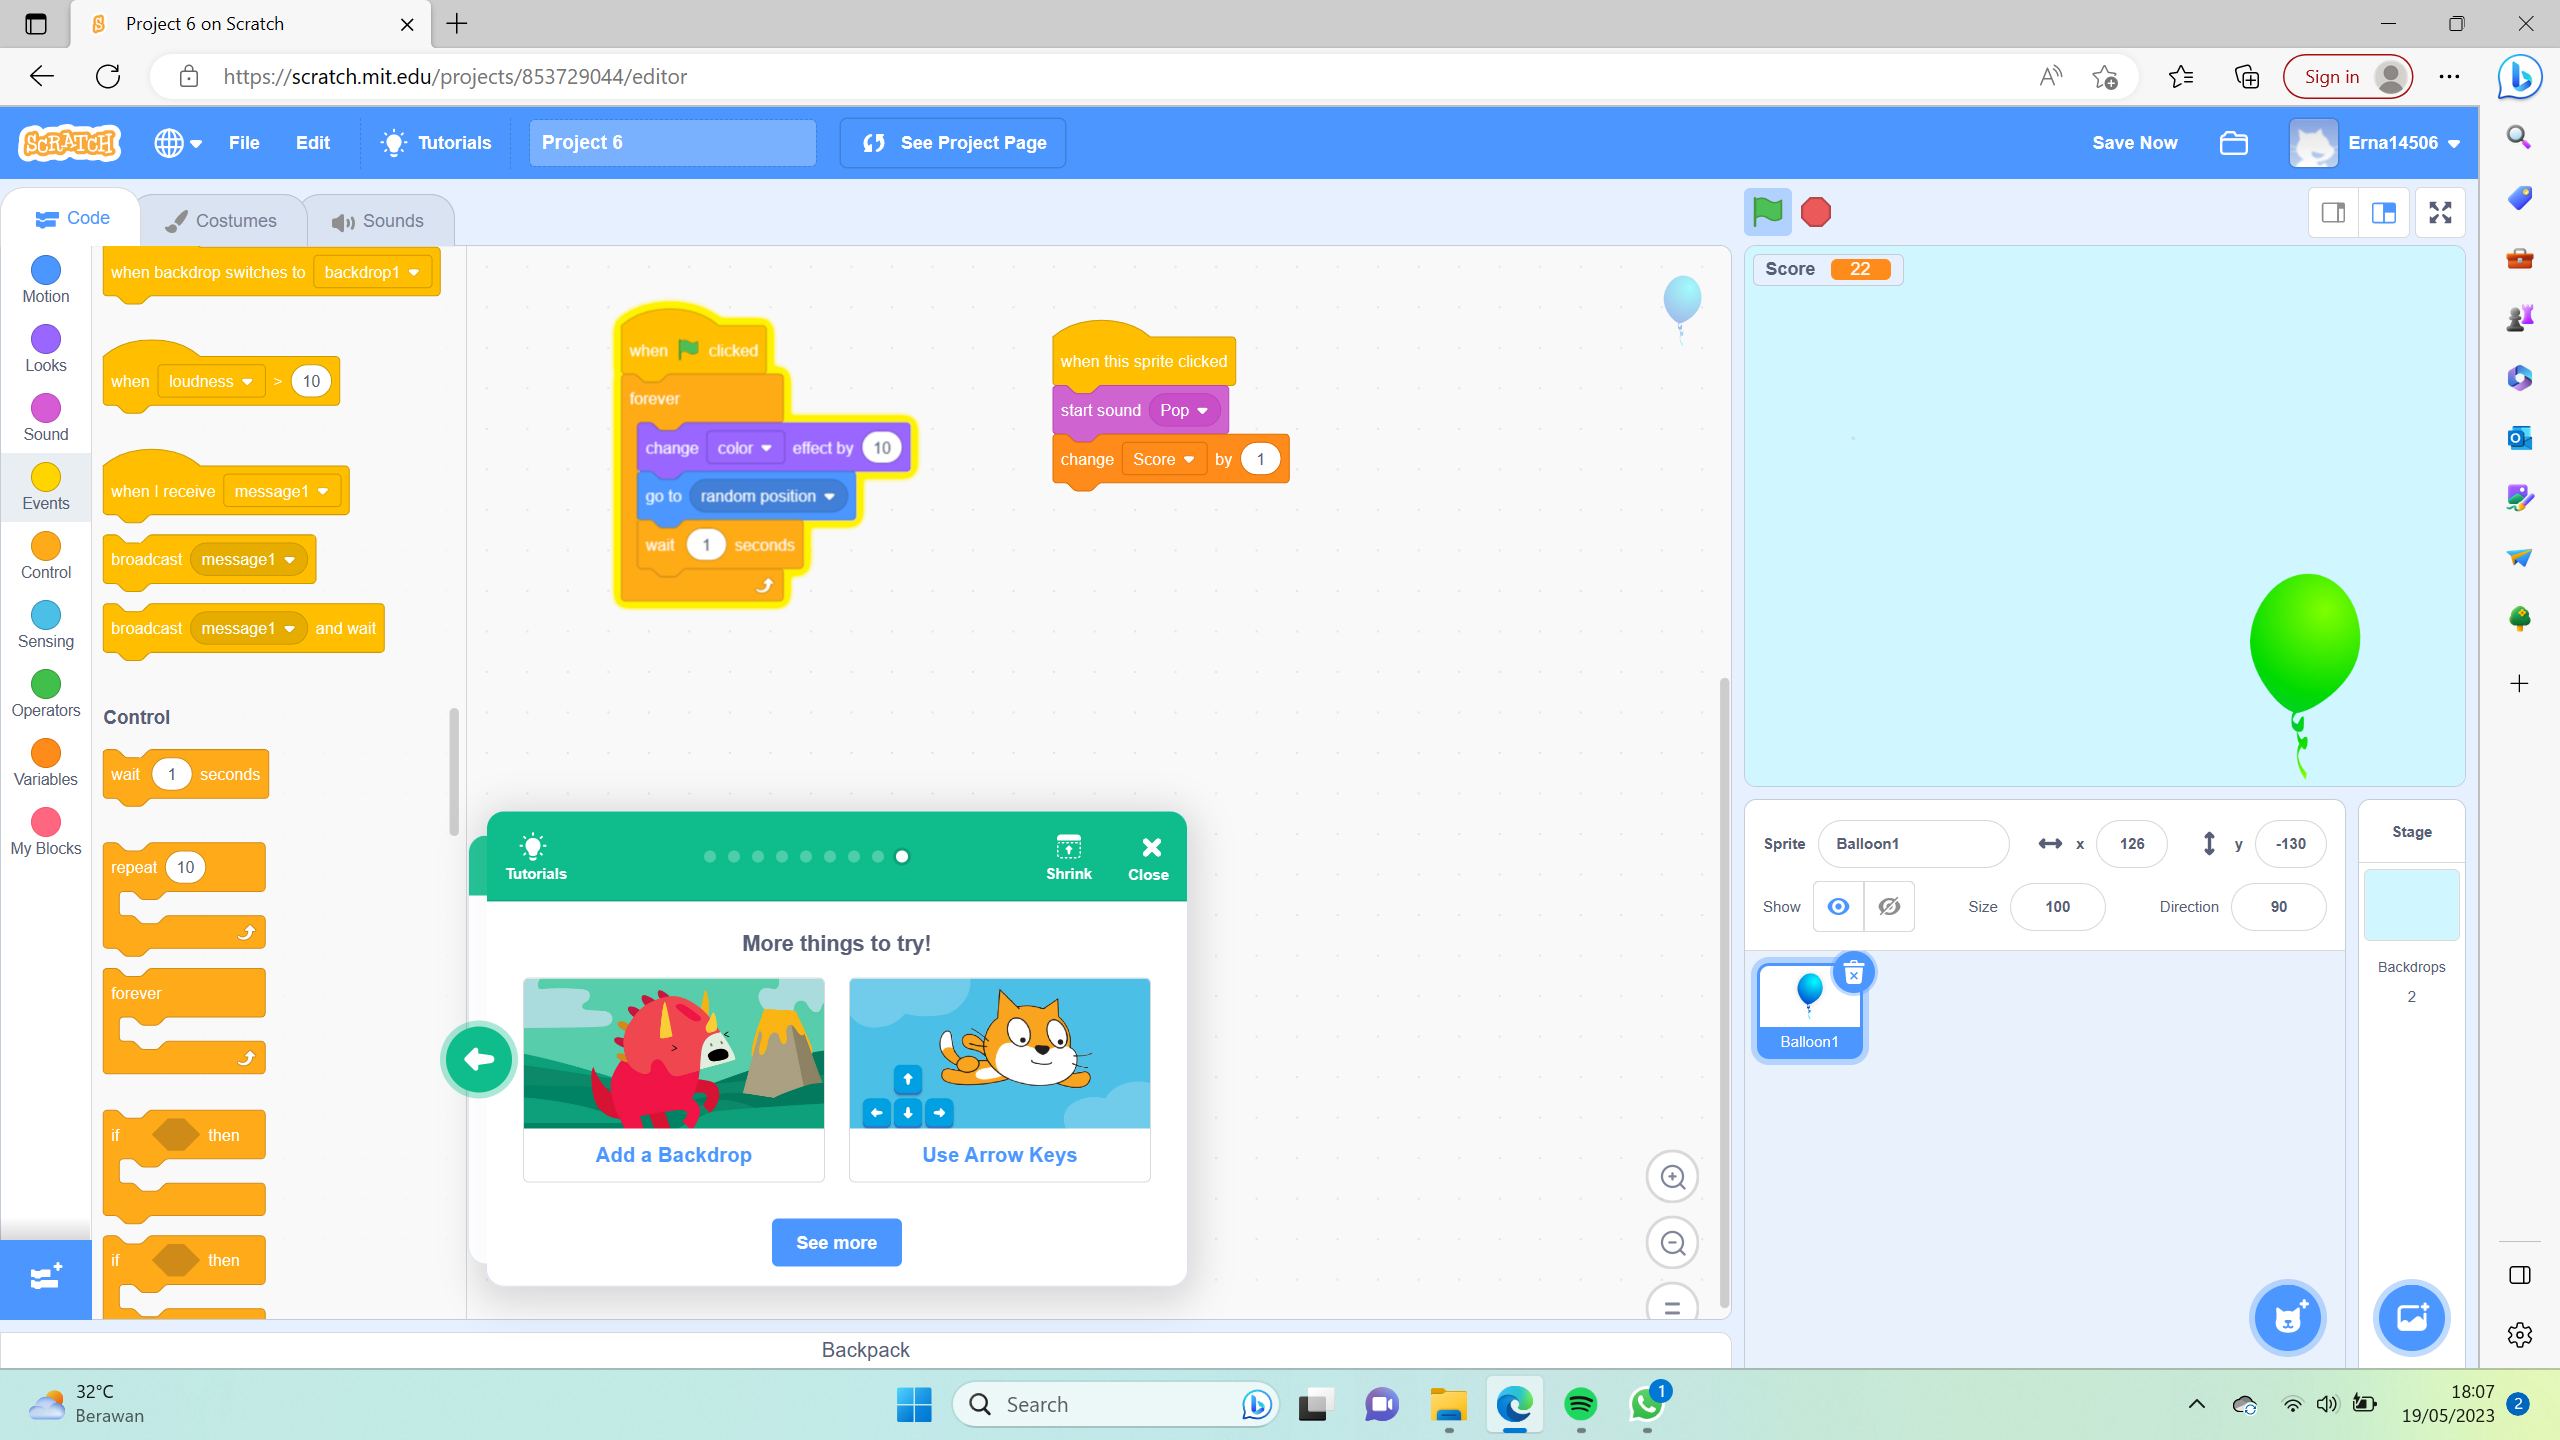 Project 6 on Scratch
https://scratch.mit.edu/projects/853729044/editor
Sign in
SCRATCH
File
Edit
Tutorials
Project 6
See Project Page
Save Now
Erna14506
Code
Costumes
Sounds
Motion
Looks
Sound
Events
Control
Sensing
Operators
Variables
My Blocks
when backdrop switches to backdrop1
when loudness > 10
when I receive message1
broadcast message1
broadcast message1 and wait
Control
wait 1 seconds
repeat 10
forever
if then
if then
when clicked
forever
change color effect by 10
go to random position
wait 1 seconds
when this sprite clicked
start sound Pop
change Score by 1
Tutorials
Shrink
Close
More things to try!
Add a Backdrop
Use Arrow Keys
See more
Backpack
Score 22
Sprite Balloon1 x 126 y -130
Show Size 100 Direction 90
Balloon1
Stage
Backdrops
2
32°C
Berawan
Search
1
18:07
19/05/2023
2